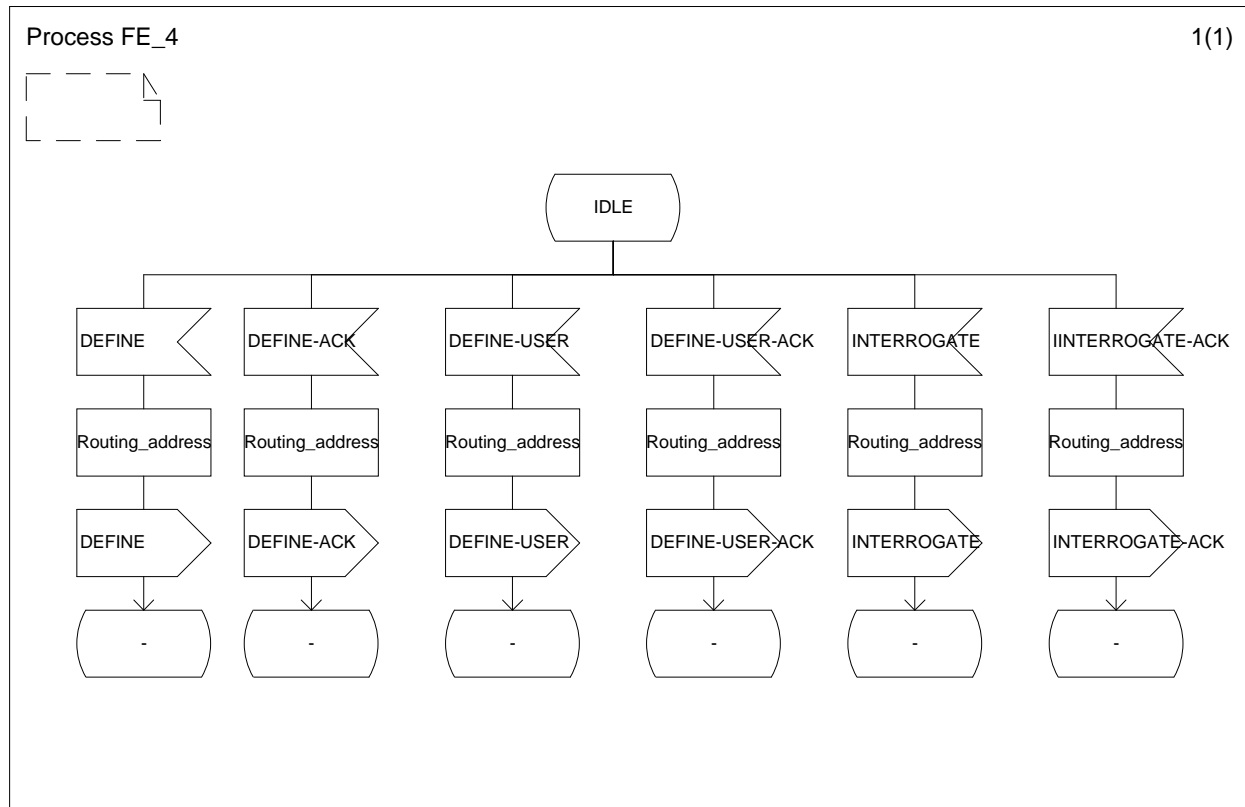 Process FE_4 1(1)
IDLE
DEFINE DEFINE-ACK DEFINE-USER DEFINE-USER-ACK INTERROGATE IINTERROGATE-ACK
Routing_address Routing_address Routing_address Routing_address Routing_address Routing_address
DEFINE DEFINE-ACK DEFINE-USER DEFINE-USER-ACK INTERROGATE INTERROGATE-ACK
- - - - - -